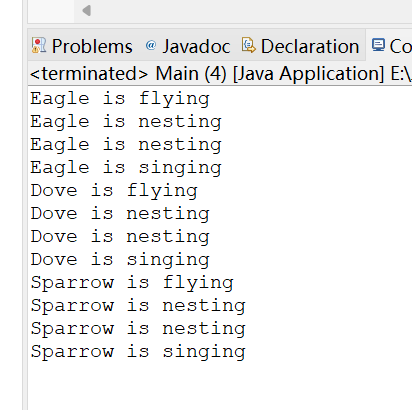 Problems @ Javadoc Declaration Co
<terminated> Main (4) [Java Application] E:\
Eagle is flying
Eagle is nesting
Eagle is nesting
Eagle is singing
Dove is flying
Dove is nesting
Dove is nesting
Dove is singing
Sparrow is flying
Sparrow is nesting
Sparrow is nesting
Sparrow is singing